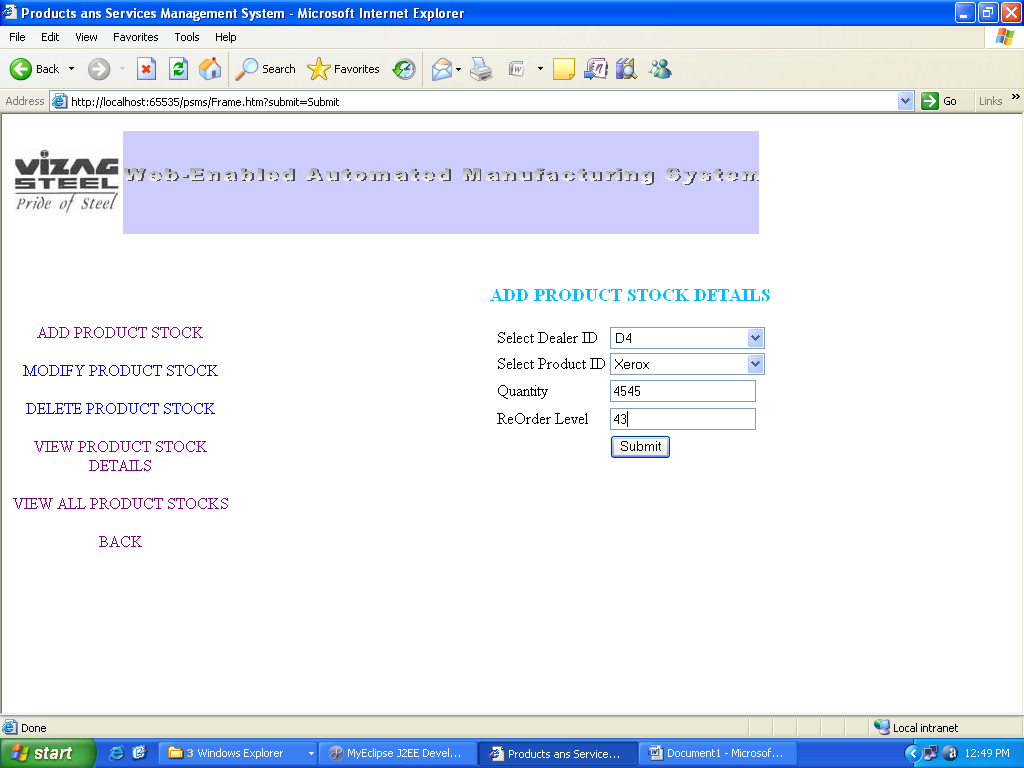 Products ans Services Management System - Microsoft Internet Explorer
File Edit View Favorites Tools Help
Back Search Favorites
Address http://localhost:65535/psms/Frame.htm?submit=Submit Go Links »
VIZAG
STEEL
Pride of Steel
Web-Enabled Automated Manufacturing System
ADD PRODUCT STOCK DETAILS
ADD PRODUCT STOCK
MODIFY PRODUCT STOCK
DELETE PRODUCT STOCK
VIEW PRODUCT STOCK
DETAILS
VIEW ALL PRODUCT STOCKS
BACK
Select Dealer ID D4
Select Product ID Xerox
Quantity 4545
ReOrder Level 43
Submit
Done Local intranet
start 3 Windows Explorer MyEclipse J2EE Devel... Products ans Service... Document1 - Microsof... 12:49 PM